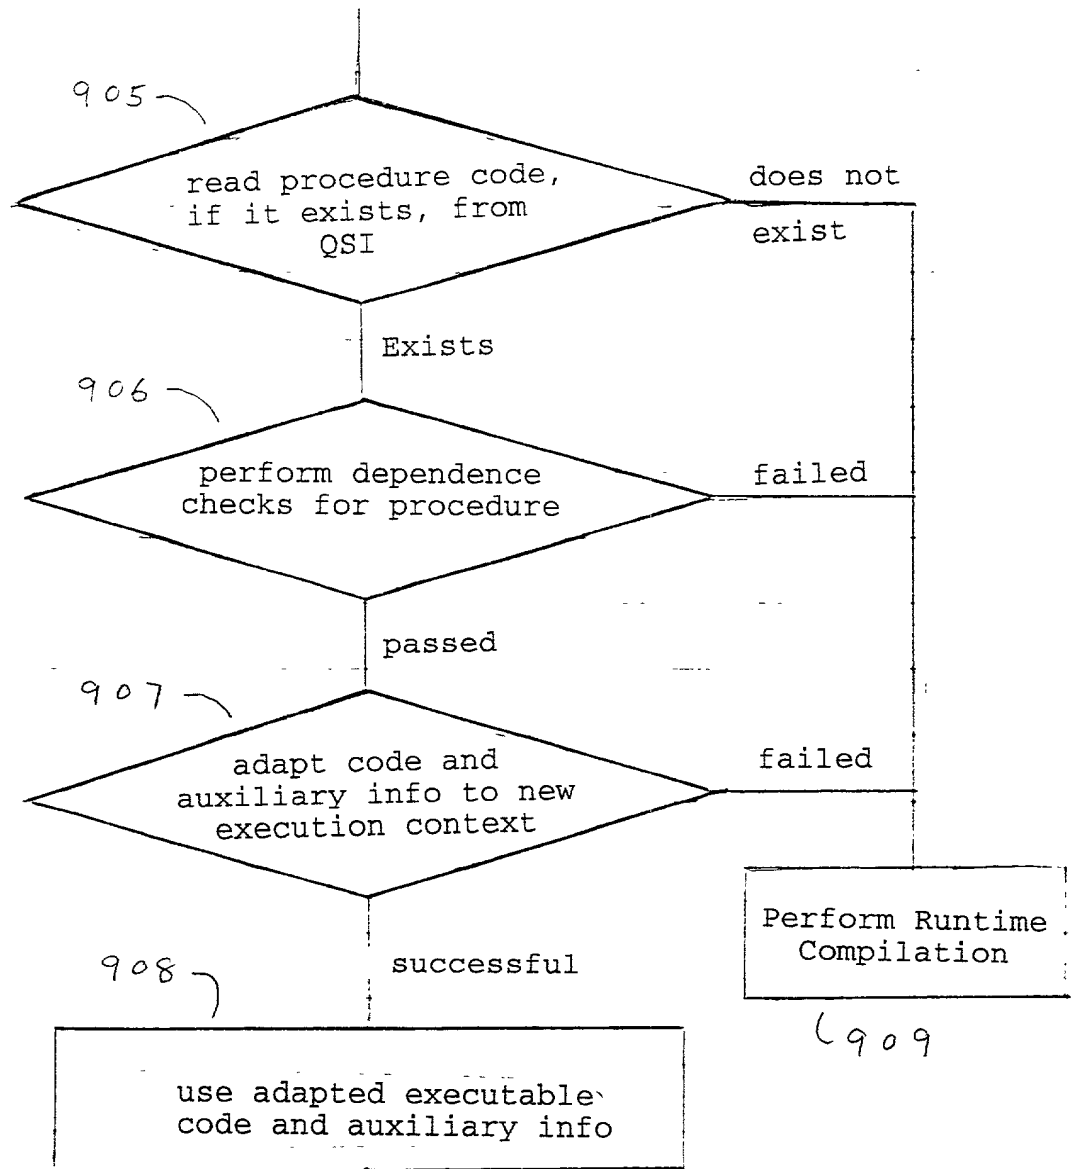 905
read procedure code,
if it exists, from
QSI
does not
exist
Exists
906
perform dependence
checks for procedure
failed
passed
907
adapt code and
auxiliary info to new
execution context
failed
successful
Perform Runtime
Compilation
908
909
use adapted executable
code and auxiliary info